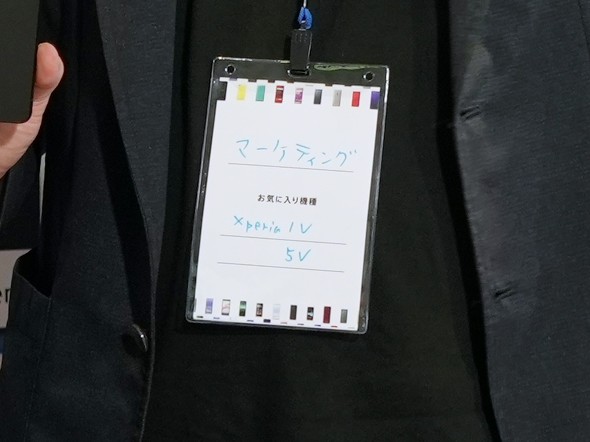 マーケティング
お気に入り機種
Xperia 1V
5V